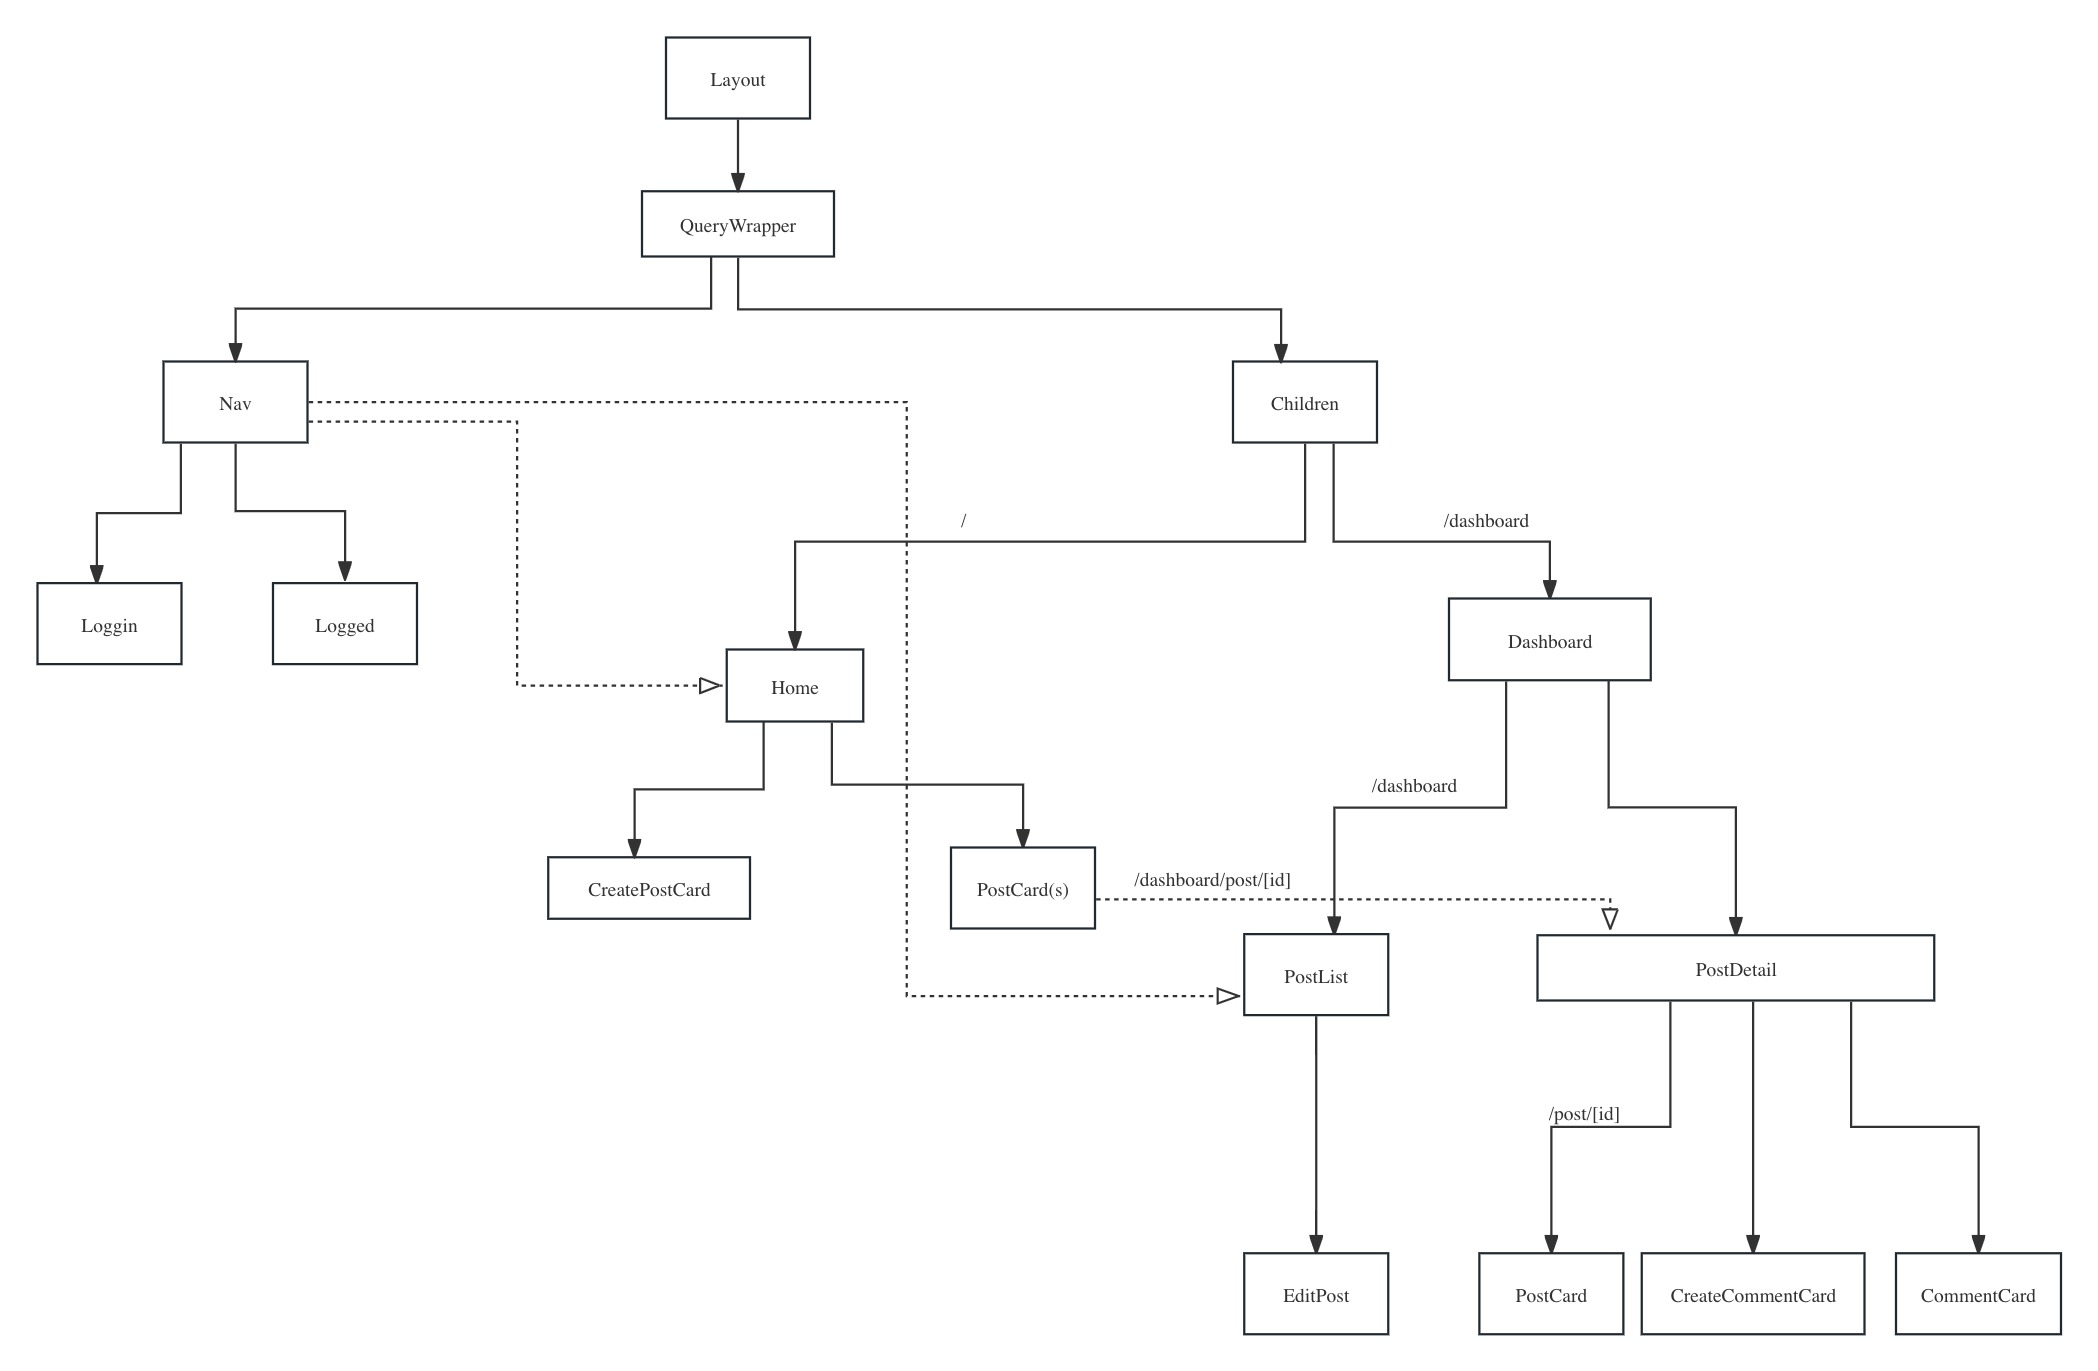 Layout
QueryWrapper
Nav
Children
/
/dashboard
Loggin
Logged
Dashboard
Home
/dashboard
/dashboard/post/[id]
CreatePostCard
PostCard(s)
PostList
PostDetail
/post/[id]
EditPost
PostCard
CreateCommentCard
CommentCard